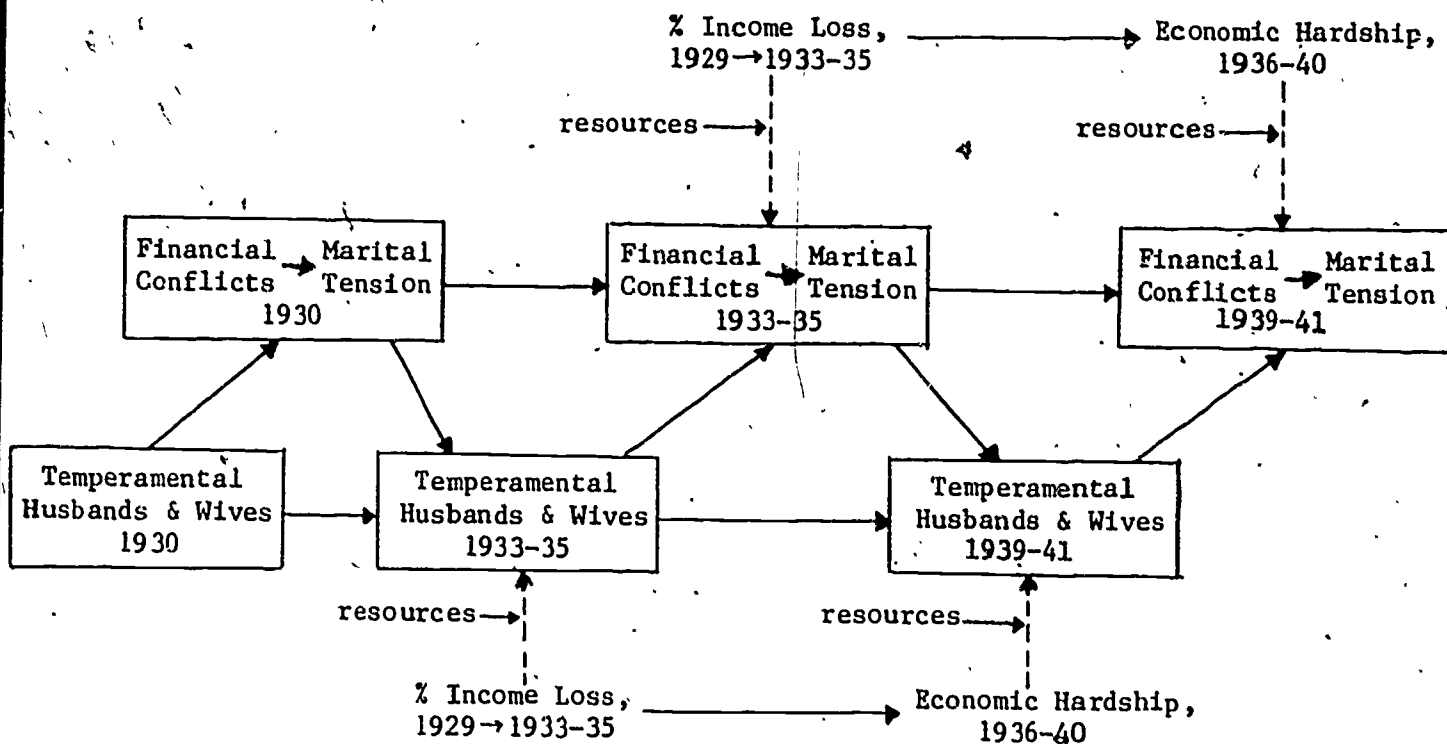 % Income Loss,
1929→1933-35
Economic Hardship,
1936-40
resources
resources
Financial Conflicts → Marital Tension
1930
Financial Conflicts → Marital Tension
1933-35
Financial Conflicts → Marital Tension
1939-41
Temperamental
Husbands & Wives
1930
Temperamental
Husbands & Wives
1933-35
Temperamental
Husbands & Wives
1939-41
resources
resources
% Income Loss,
1929→1933-35
Economic Hardship,
1936-40